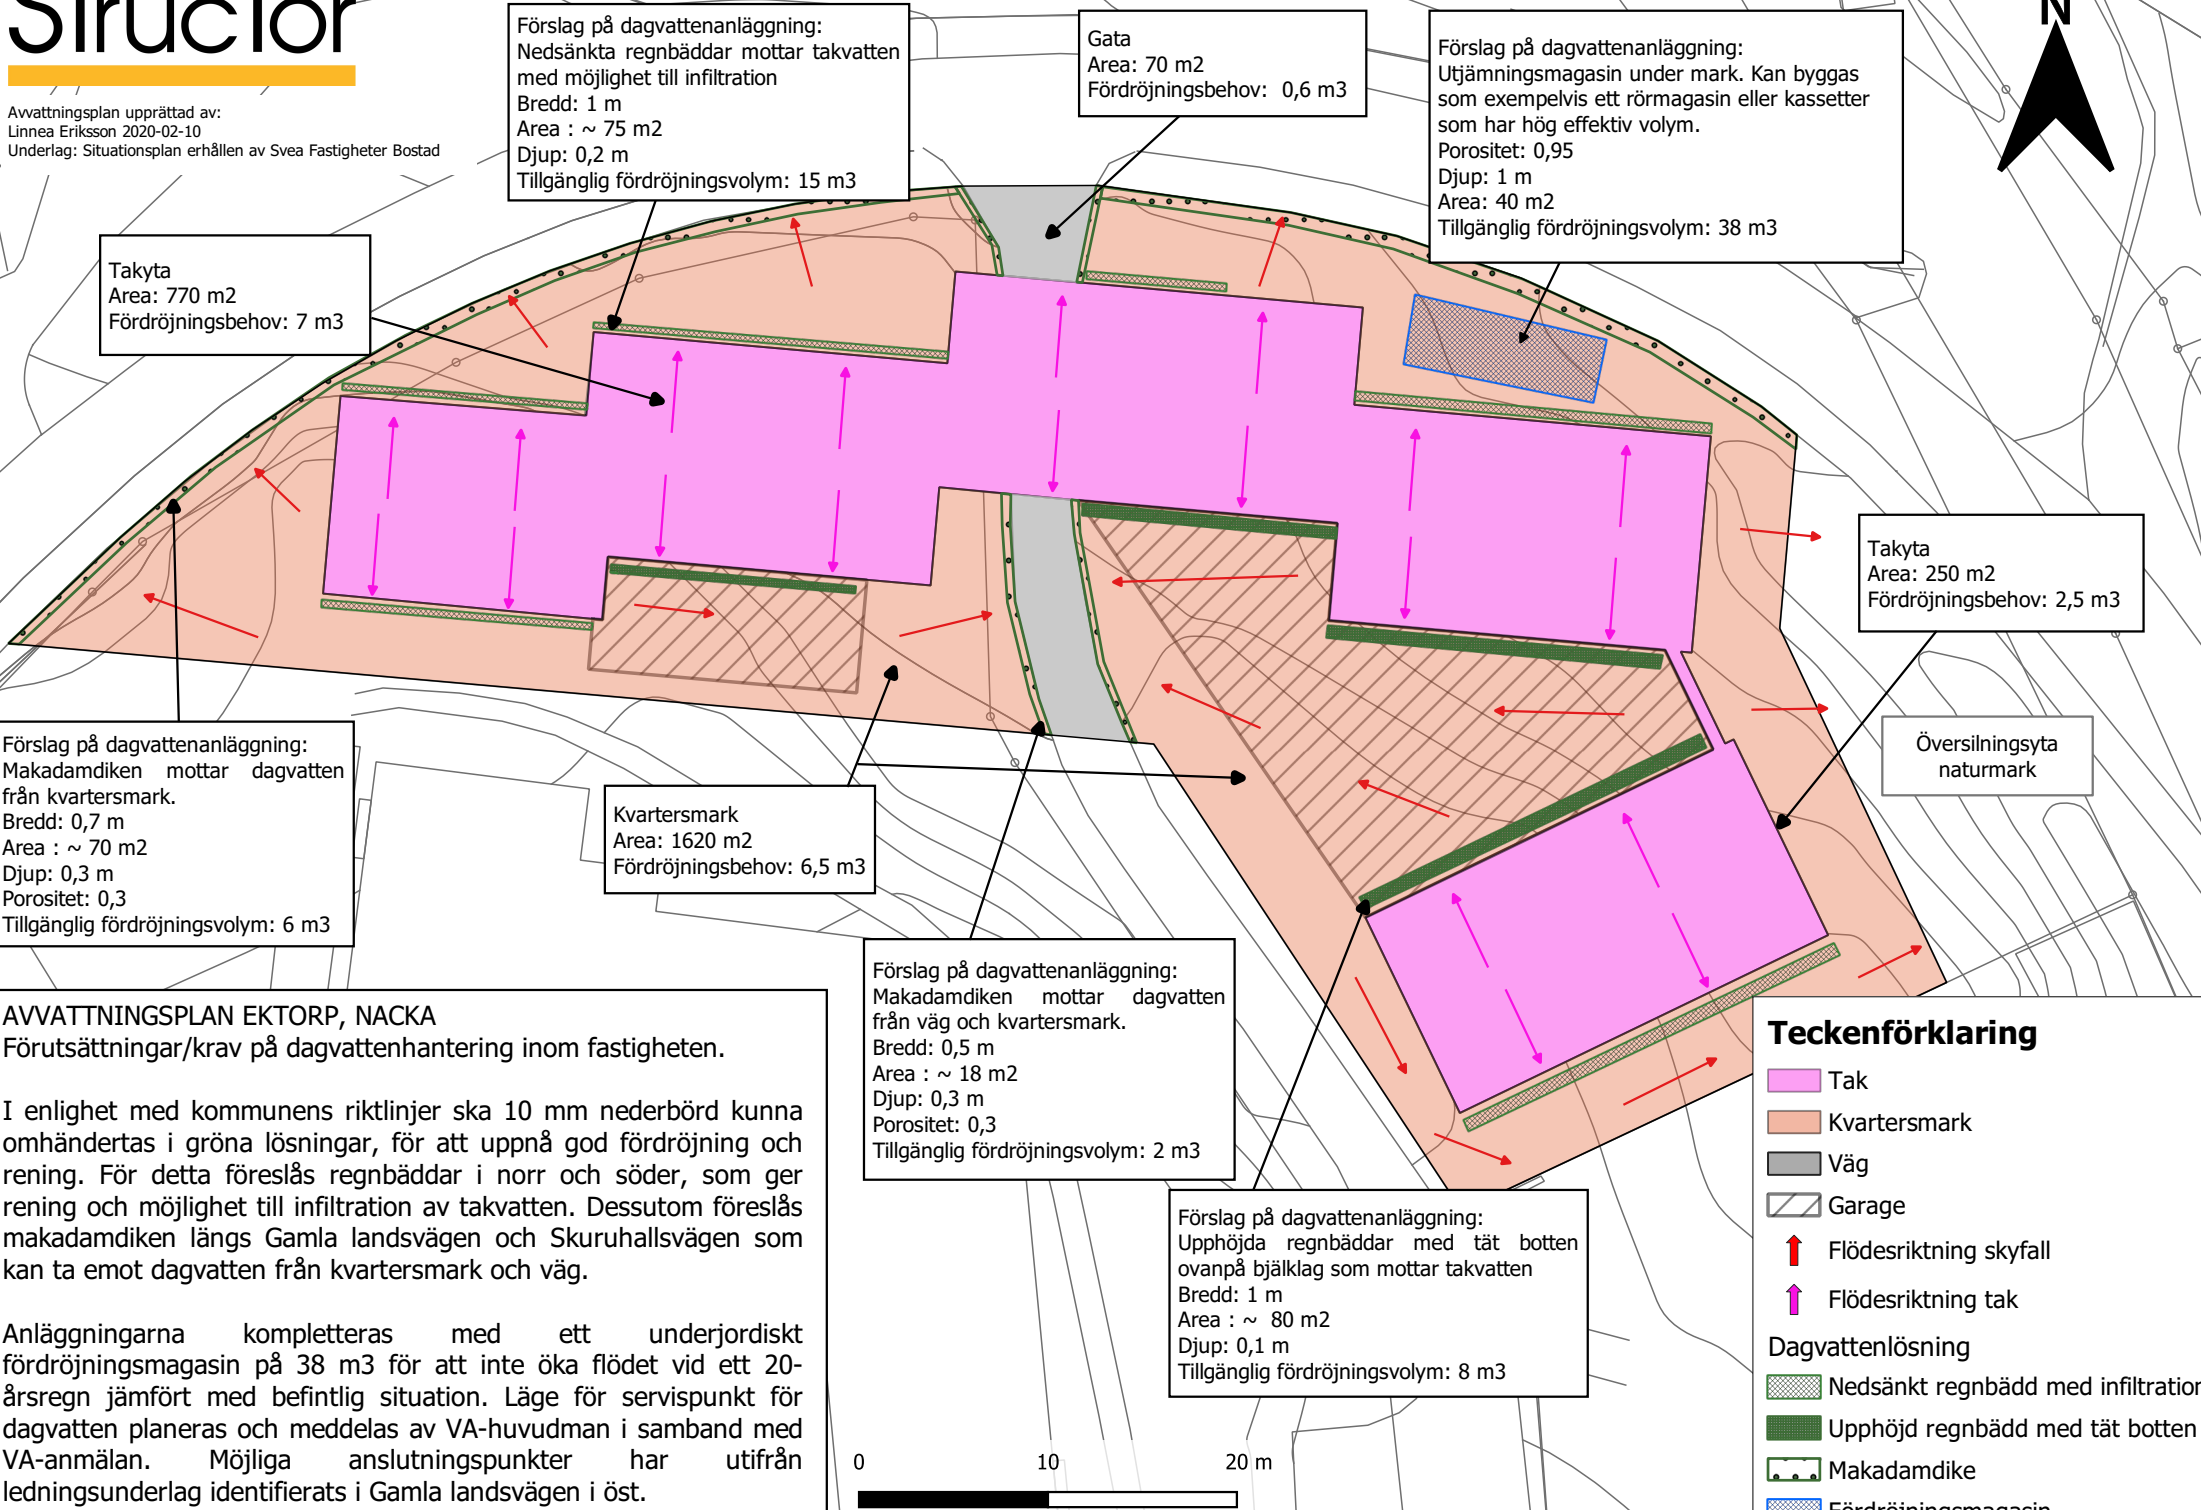 Structor
Avvattningsplan upprättad av:
Linnea Eriksson 2020-02-10
Underlag: Situationsplan erhållen av Svea Fastigheter Bostad
Förslag på dagvattenanläggning:
Nedsänkta regnbäddar mottar takvatten
med möjlighet till infiltration
Bredd: 1 m
Area : ~ 75 m2
Djup: 0,2 m
Tillgänglig fördröjningsvolym: 15 m3
Gata
Area: 70 m2
Fördröjningsbehov: 0,6 m3
Förslag på dagvattenanläggning:
Utjämningsmagasin under mark. Kan byggas
som exempelvis ett rörmagasin eller kassetter
som har hög effektiv volym.
Porositet: 0,95
Djup: 1 m
Area: 40 m2
Tillgänglig fördröjningsvolym: 38 m3
N
Takyta
Area: 770 m2
Fördröjningsbehov: 7 m3
Takyta
Area: 250 m2
Fördröjningsbehov: 2,5 m3
Översilningsyta
naturmark
Förslag på dagvattenanläggning:
Makadamdiken mottar dagvatten
från kvartersmark.
Bredd: 0,7 m
Area : ~ 70 m2
Djup: 0,3 m
Porositet: 0,3
Tillgänglig fördröjningsvolym: 6 m3
Kvartersmark
Area: 1620 m2
Fördröjningsbehov: 6,5 m3
Förslag på dagvattenanläggning:
Makadamdiken mottar dagvatten
från väg och kvartersmark.
Bredd: 0,5 m
Area : ~ 18 m2
Djup: 0,3 m
Porositet: 0,3
Tillgänglig fördröjningsvolym: 2 m3
Förslag på dagvattenanläggning:
Upphöjda regnbäddar med tät botten
ovanpå bjälklag som mottar takvatten
Bredd: 1 m
Area : ~ 80 m2
Djup: 0,1 m
Tillgänglig fördröjningsvolym: 8 m3
AVVATTNINGSPLAN EKTORP, NACKA
Förutsättningar/krav på dagvattenhantering inom fastigheten.
I enlighet med kommunens riktlinjer ska 10 mm nederbörd kunna
omhändertas i gröna lösningar, för att uppnå god fördröjning och
rening. För detta föreslås regnbäddar i norr och söder, som ger
rening och möjlighet till infiltration av takvatten. Dessutom föreslås
makadamdiken längs Gamla landsvägen och Skuruhallsvägen som
kan ta emot dagvatten från kvartersmark och väg.
Anläggningarna kompletteras med ett underjordiskt
fördröjningsmagasin på 38 m3 för att inte öka flödet vid ett 20-
årsregn jämfört med befintlig situation. Läge för servispunkt för
dagvatten planeras och meddelas av VA-huvudman i samband med
VA-anmälan. Möjliga anslutningspunkter har utifrån
ledningsunderlag identifierats i Gamla landsvägen i öst.
0 10 20 m
Teckenförklaring
Tak
Kvartersmark
Väg
Garage
Flödesriktning skyfall
Flödesriktning tak
Dagvattenlösning
Nedsänkt regnbädd med infiltration
Upphöjd regnbädd med tät botten
Makadamdike
Fördröjningsmagasin